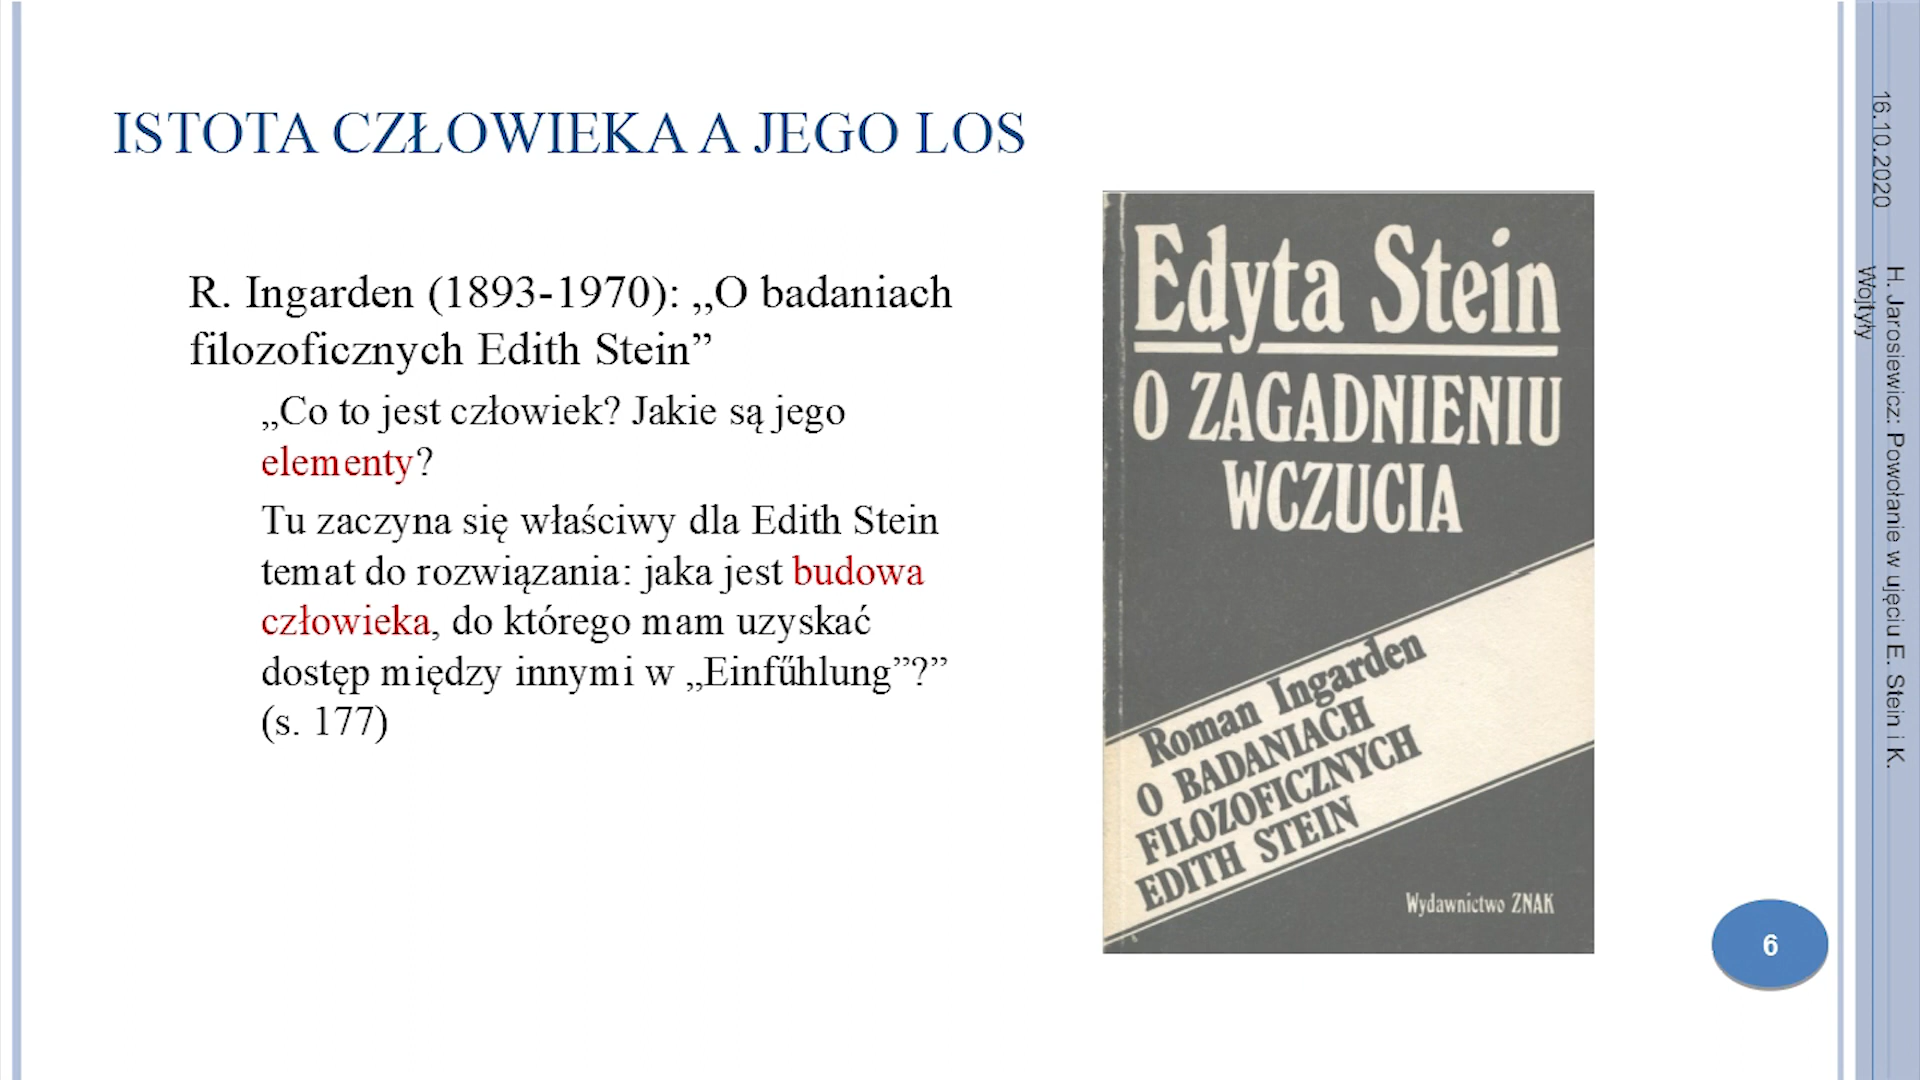 ISTOTA CZŁOWIEKA A JEGO LOS
R. Ingarden (1893-1970): „O badaniach
filozoficznych Edith Stein”
„Co to jest człowiek? Jakie są jego
elementy?
Tu zaczyna się właściwy dla Edith Stein
temat do rozwiązania: jaka jest budowa
człowieka, do którego mam uzyskać
dostęp między innymi w „Einfűhlung”?”
(s. 177)
Edyta Stein
O ZAGADNIENIU
WCZUCIA
Roman Ingarden
O BADANIACH
FILOZOFICZNYCH
EDITH STEIN
Wydawnictwo ZNAK
16.10.2020
H. Jarosiewicz: Powołanie w ujęciu E. Stein i K.
Wojtyły
6